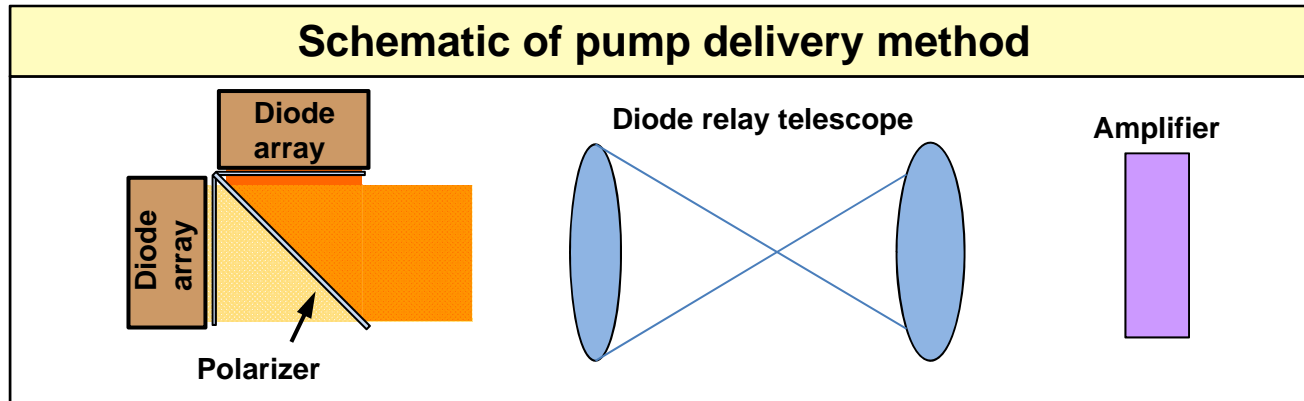 Schematic of pump delivery method
Diode
array
Diode relay telescope
Amplifier
Diode
array
Polarizer